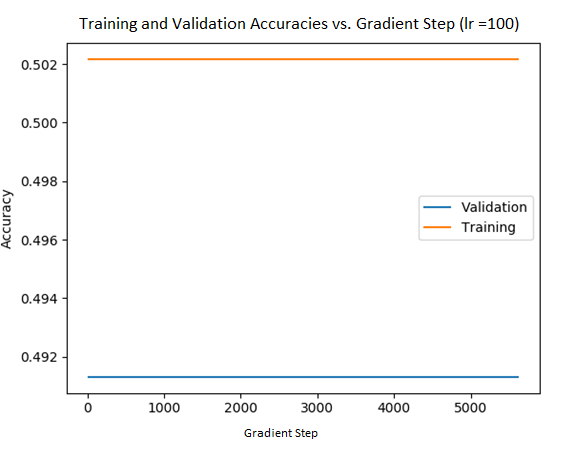 Training and Validation Accuracies vs. Gradient Step (lr =100)
0.502
0.500
0.498
0.496
0.494
0.492
Accuracy
Validation
Training
0 1000 2000 3000 4000 5000
Gradient Step